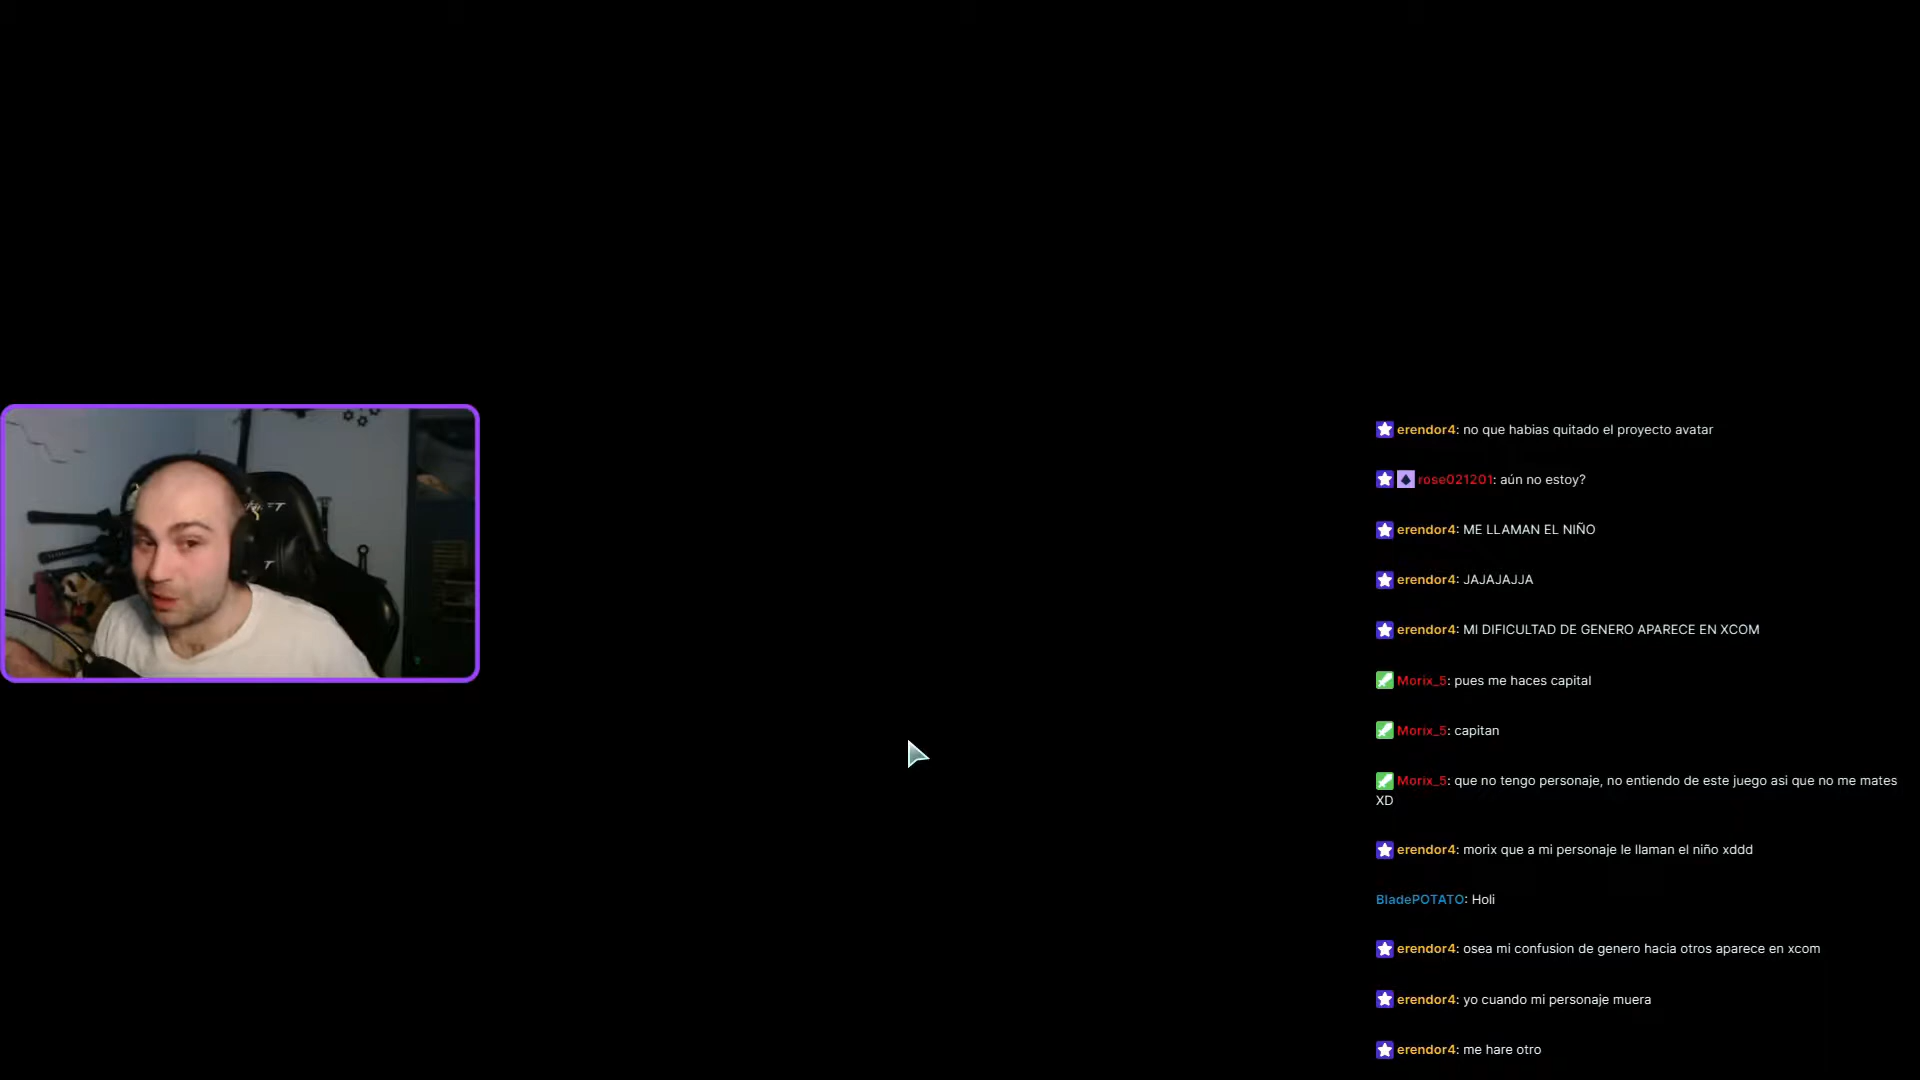 erendor4: no que habias quitado el proyecto avatar
rose021201: aún no estoy?
erendor4: ME LLAMAN EL NIÑO
erendor4: JAJAJAJJA
erendor4: MI DIFICULTAD DE GENERO APARECE EN XCOM
Morix_5: pues me haces capital
Morix_5: capitan
Morix_5: que no tengo personaje, no entiendo de este juego asi que no me mates
XD
erendor4: morix que a mi personaje le llaman el niño xddd
BladePOTATO: Holi
erendor4: osea mi confusion de genero hacia otros aparece en xcom
erendor4: yo cuando mi personaje muera
erendor4: me hare otro